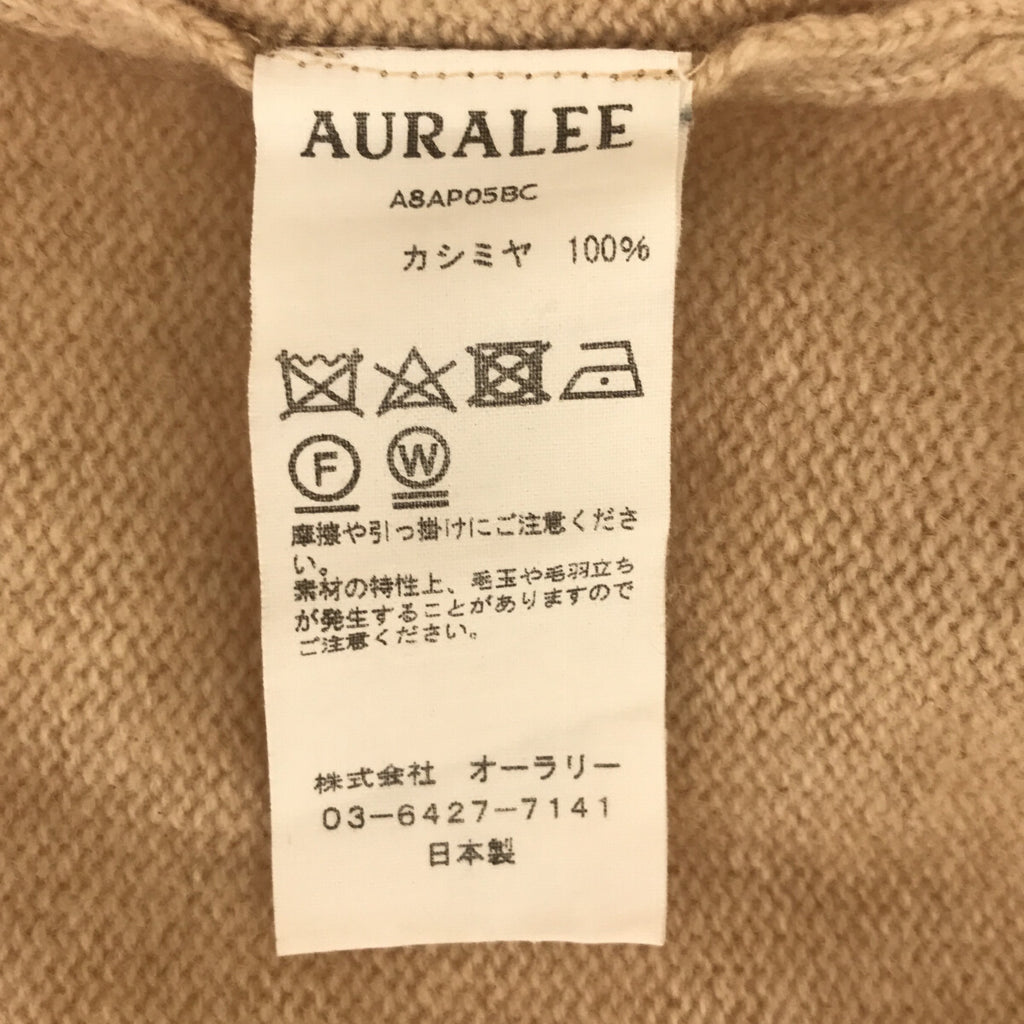 AURALEE
A8AP05BC
カシミヤ 100%
F W
摩擦や引っ掛けにご注意くださ
い。
素材の特性上、毛玉や毛羽立ち
が発生することがありますので
ご注意ください。
株式会社 オーラリー
03-6427-7141
日本製